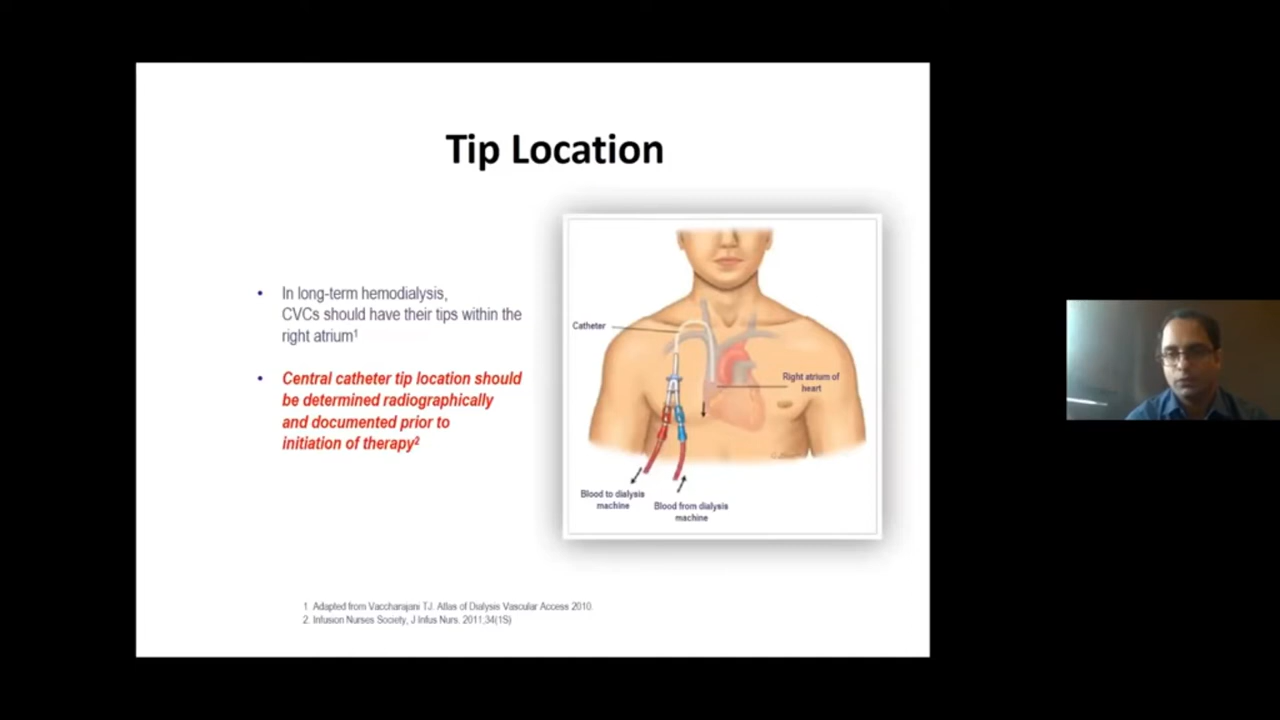 Tip Location
• In long-term hemodialysis,
CVCs should have their tips within the
right atrium¹
• Central catheter tip location should
be determined radiographically
and documented prior to
initiation of therapy²
Catheter
Right atrium of
heart
Blood to dialysis
machine
Blood from dialysis
machine
1 Adapted from Vaccharajani TJ. Atlas of Dialysis Vascular Access 2010.
2. Infusion Nurses Society, J Infus Nurs. 2011;34(1S)